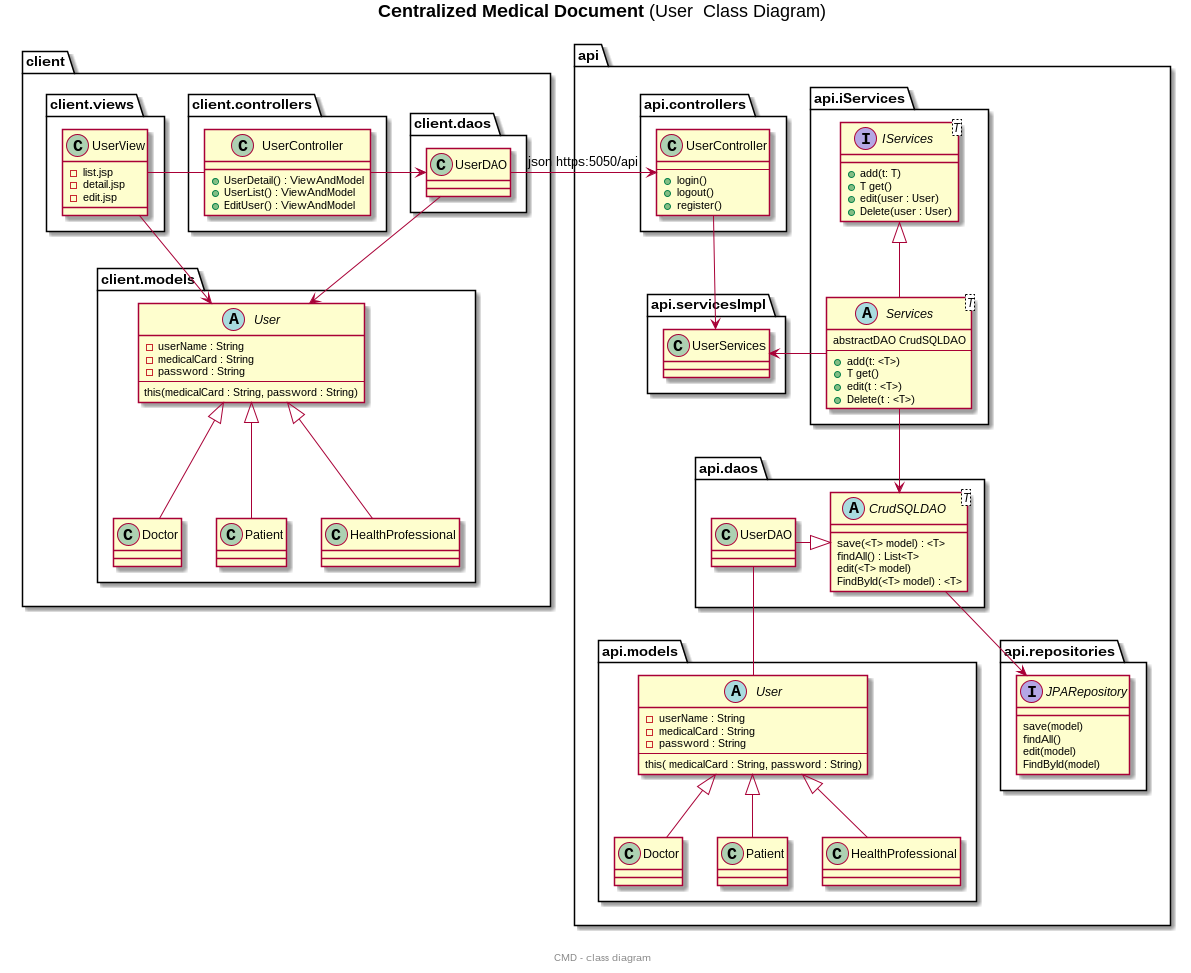 Centralized Medical Document (User  Class Diagram)
client
client.views
C UserView
list.jsp
detail.jsp
edit.jsp
client.controllers
C UserController
UserDetail() : ViewAndModel
UserList() : ViewAndModel
EditUser() : ViewAndModel
client.daos
C UserDAO
json https:5050/api
client.models
A User
userName : String
medicalCard : String
password : String
this(medicalCard : String, password : String)
C Doctor
C Patient
C HealthProfessional
api
api.controllers
C UserController
login()
logout()
register()
api.iServices
I IServices
T
add(t: T)
T get()
edit(user : User)
Delete(user : User)
api.servicesImpl
C UserServices
A Services
T
abstractDAO CrudSQLDAO
add(t: <T>)
T get()
edit(t : <T>)
Delete(t : <T>)
api.daos
C UserDAO
A CrudSQLDAO
T
save(<T> model) : <T>
findAll() : List<T>
edit(<T> model)
FindById(<T> model) : <T>
api.models
A User
userName : String
medicalCard : String
password : String
this( medicalCard : String, password : String)
C Doctor
C Patient
C HealthProfessional
api.repositories
I JPARepository
save(model)
findAll()
edit(model)
FindById(model)
CMD - class diagram